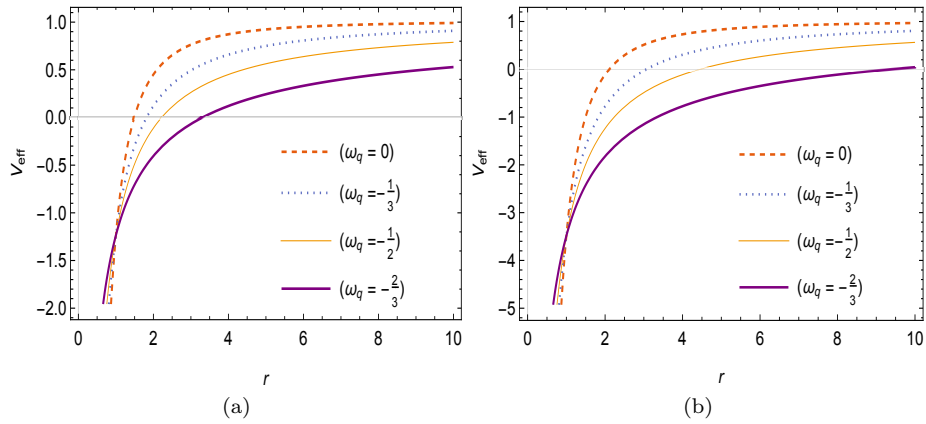 1.0
0.5
0.0
−0.5
−1.0
−1.5
−2.0
V_eff
0 2 4 6 8 10
r
(ω_q = 0)
(ω_q =−1/3)
(ω_q =−1/2)
(ω_q = −2/3)
(a)
1
0
−1
−2
−3
−4
−5
V_eff
0 2 4 6 8 10
r
(ω_q = 0)
(ω_q =−1/3)
(ω_q =−1/2)
(ω_q = −2/3)
(b)